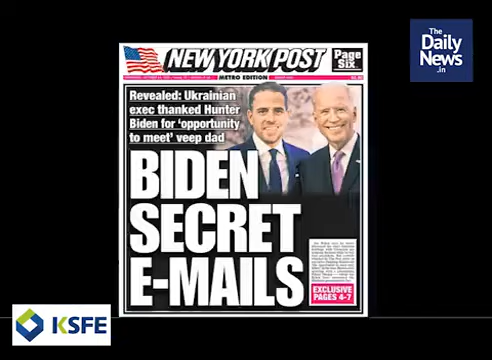 The
Daily
News
.in
NEW YORK POST
Page
Six
METRO EDITION
Revealed: Ukrainian
exec thanked Hunter
Biden for 'opportunity
to meet' veep dad
BIDEN
SECRET
E-MAILS
EXCLUSIVE
PAGES 4-7
KSFE